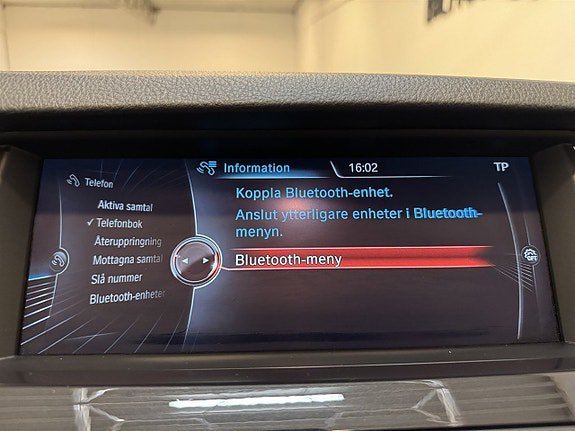 Information
16:02
TP
Telefon
Aktiva samtal
Telefonbok
Återuppringning
Mottagna samtal
Slå nummer
Bluetooth-enheter
Koppla Bluetooth-enhet.
Anslut ytterligare enheter i Bluetooth-
menyn.
Bluetooth-meny
OFF